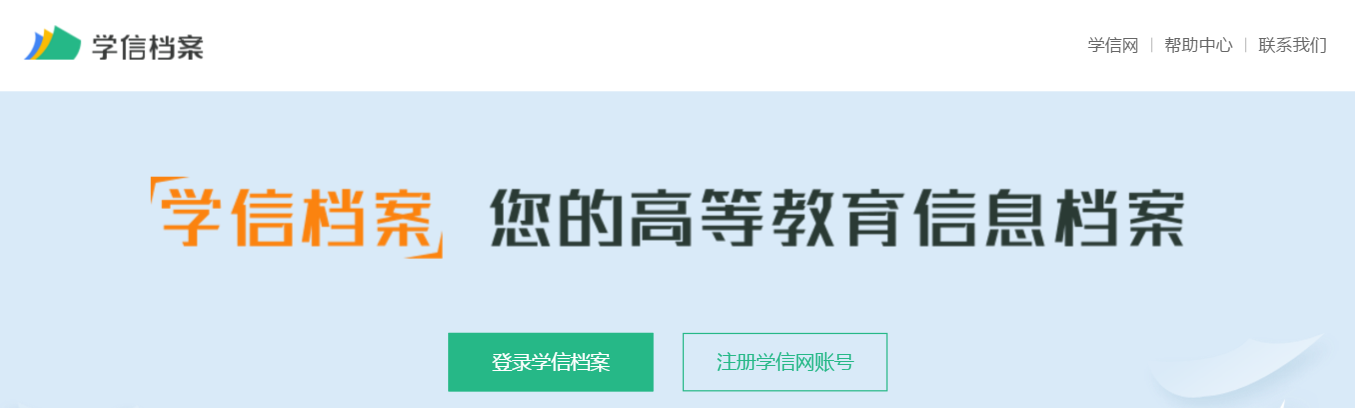 学信档案
学信网 | 帮助中心 | 联系我们
学信档案 您的高等教育信息档案
登录学信档案 注册学信网账号